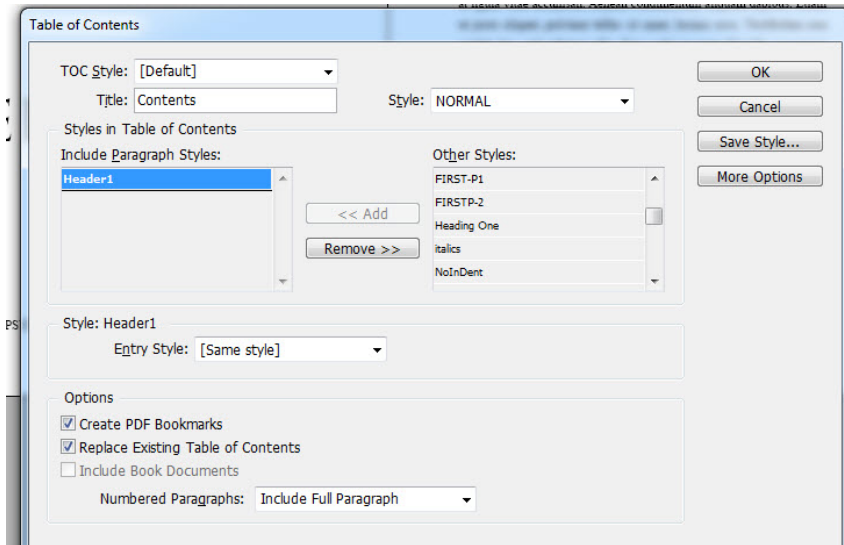 Table of Contents
TOC Style: [Default]
Title: Contents Style: NORMAL
OK
Cancel
Save Style...
More Options
Styles in Table of Contents
Include Paragraph Styles:
Header1
<< Add
Remove >>
Other Styles:
FIRST-P1
FIRSTP-2
Heading One
italics
NoInDent
Style: Header1
Entry Style: [Same style]
Options
Create PDF Bookmarks
Replace Existing Table of Contents
Include Book Documents
Numbered Paragraphs: Include Full Paragraph
PS